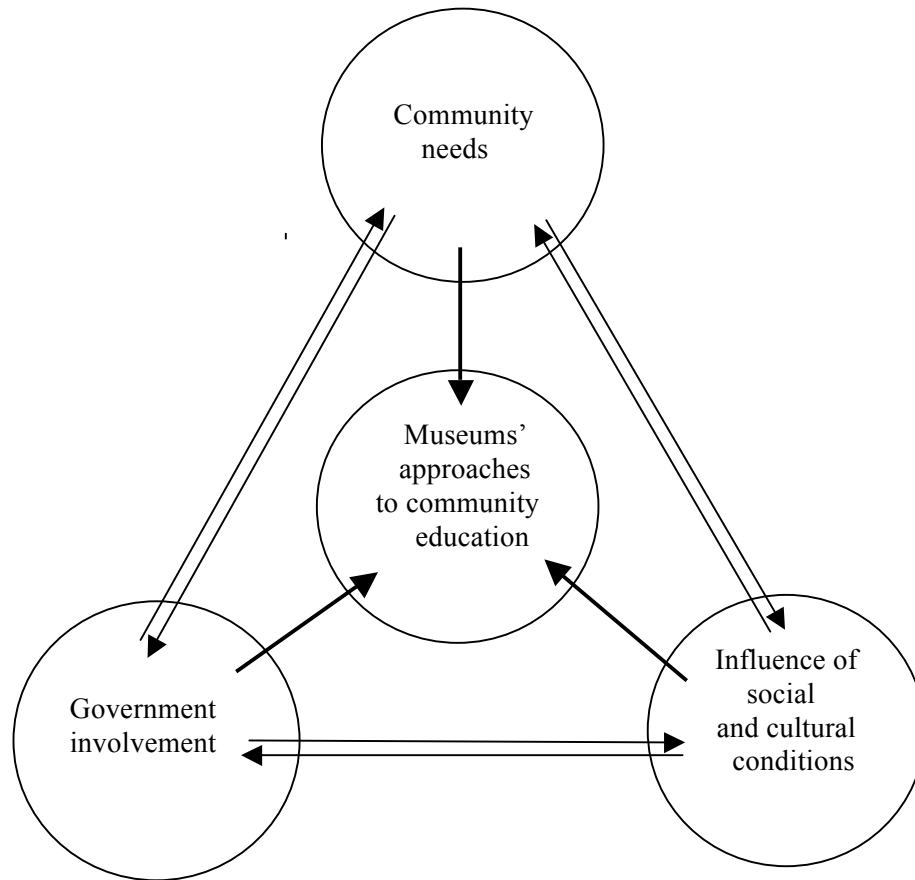 Community
needs
Museums’
approaches
to community
education
Government
involvement
Influence of
social
and cultural
conditions